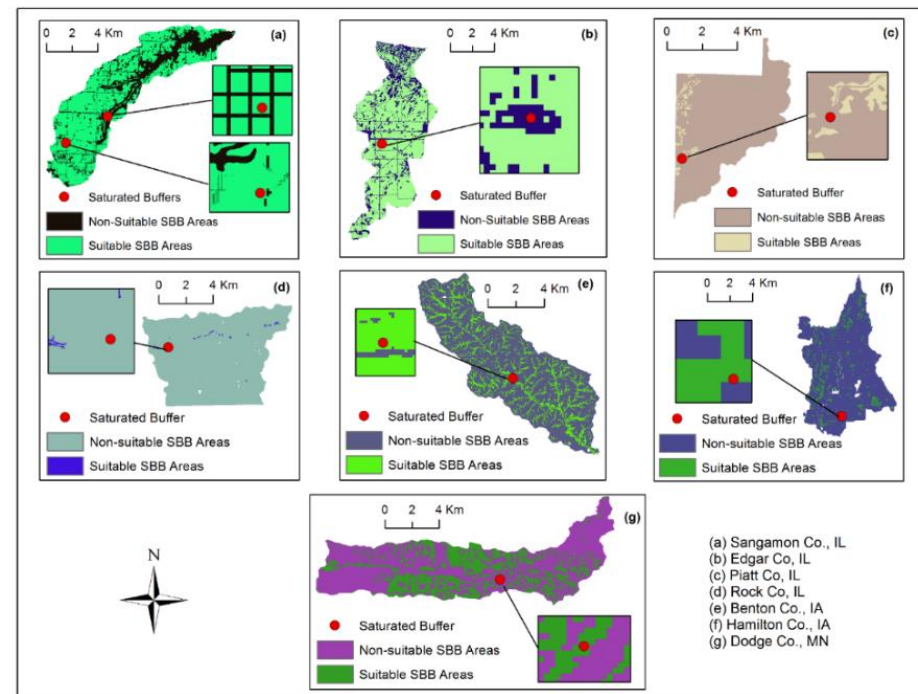 0 2 4 Km
(a)
Saturated Buffers
Non-Suitable SBB Areas
Suitable SBB Areas
0 2 4 Km
(b)
Saturated Buffer
Non-Suitable SBB Areas
Suitable SBB Areas
0 2 4 Km
(c)
Saturated Buffer
Non-suitable SBB Areas
Suitable SBB Areas
0 2 4 Km
(d)
Saturated Buffer
Non-suitable SBB Areas
Suitable SBB Areas
0 2 4 Km
(e)
Saturated Buffer
Non-suitable SBB Areas
Suitable SBB Areas
0 2 4 Km
(f)
Saturated Buffer
Non-suitable SBB Areas
Suitable SBB Areas
0 2 4 Km
(g)
Saturated Buffer
Non-suitable SBB Areas
Suitable SBB Areas
N
(a) Sangamon Co., IL
(b) Edgar Co, IL
(c) Piatt Co, IL
(d) Rock Co, IL
(e) Benton Co., IA
(f) Hamilton Co., IA
(g) Dodge Co., MN